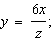 y = 6x/z;